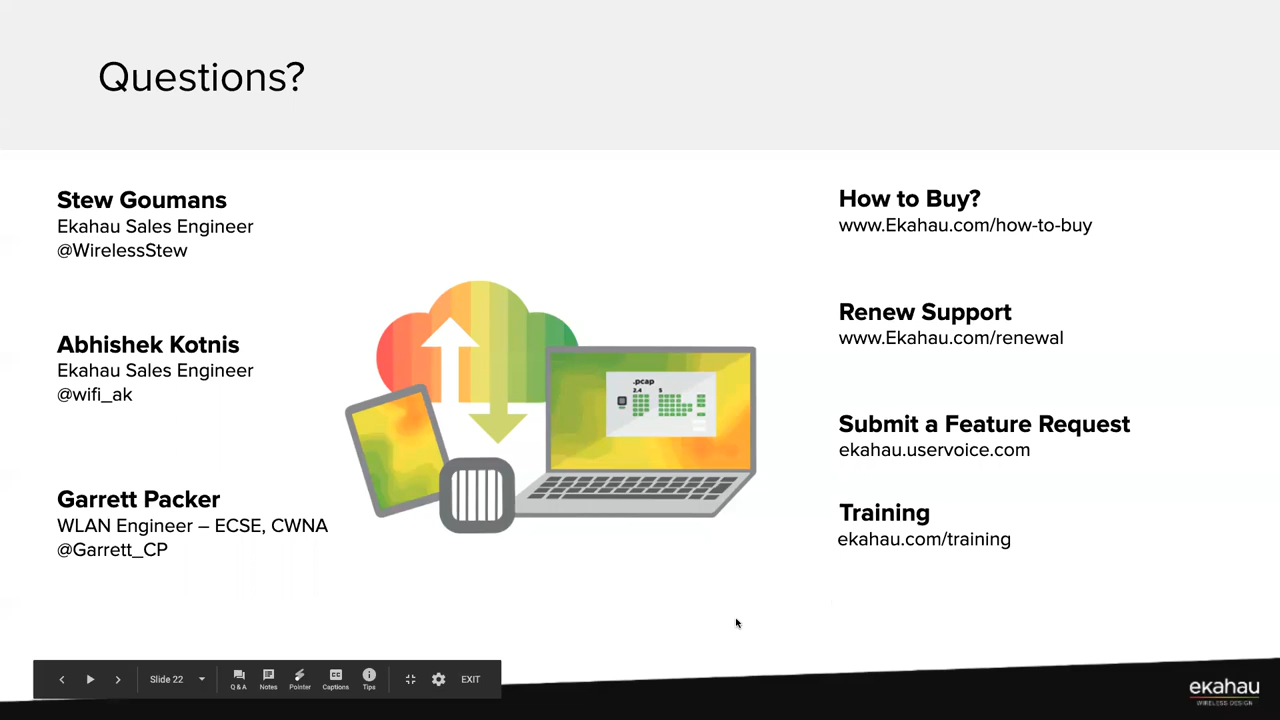 Questions?
Stew Goumans
Ekahau Sales Engineer
@WirelessStew
Abhishek Kotnis
Ekahau Sales Engineer
@wifi_ak
Garrett Packer
WLAN Engineer – ECSE, CWNA
@Garrett_CP
.pcap
2.4 5
How to Buy?
www.Ekahau.com/how-to-buy
Renew Support
www.Ekahau.com/renewal
Submit a Feature Request
ekahau.uservoice.com
Training
ekahau.com/training
Slide 22
Q & A
Notes
Pointer
Captions
Tips
EXIT
ekahau
WIRELESS DESIGN